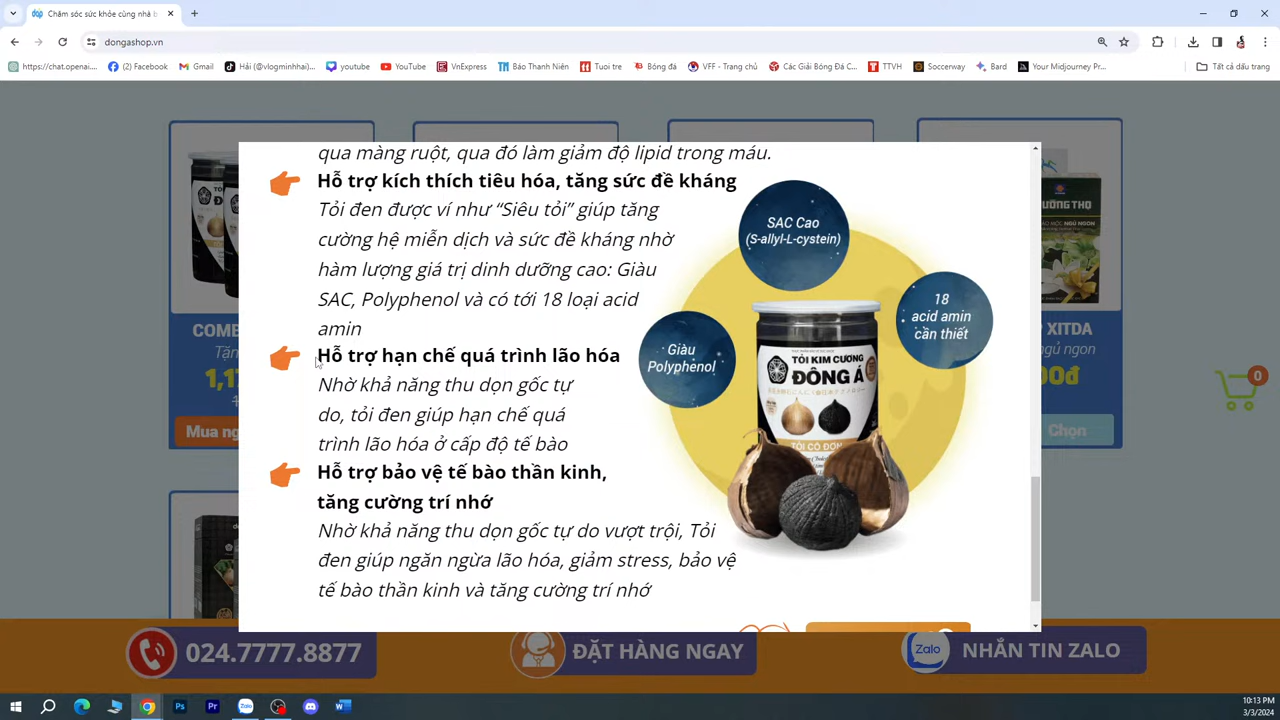 Chăm sóc sức khỏe cùng nhà b
dongashop.vn
https://chat.openai....
(2) Facebook
Gmail
Hải (@vlogminhhai)...
youtube
YouTube
VnExpress
Báo Thanh Niên
Tuoi tre
Bóng đá
VFF - Trang chủ
Các Giải Bóng Đá C...
TTVH
Soccerway
Bard
Your Midjourney Pr...
Tất cả dấu trang
qua màng ruột, qua đó làm giảm độ lipid trong máu.
Hỗ trợ kích thích tiêu hóa, tăng sức đề kháng
Tỏi đen được ví như “Siêu tỏi” giúp tăng
cường hệ miễn dịch và sức đề kháng nhờ
hàm lượng giá trị dinh dưỡng cao: Giàu
SAC, Polyphenol và có tới 18 loại acid
amin
Hỗ trợ hạn chế quá trình lão hóa
Nhờ khả năng thu dọn gốc tự
do, tỏi đen giúp hạn chế quá
trình lão hóa ở cấp độ tế bào
Hỗ trợ bảo vệ tế bào thần kinh,
tăng cường trí nhớ
Nhờ khả năng thu dọn gốc tự do vượt trội, Tỏi
đen giúp ngăn ngừa lão hóa, giảm stress, bảo vệ
tế bào thần kinh và tăng cường trí nhớ
SAC Cao
(S-allyl-L-cystein)
18
acid amin
cần thiết
Giàu
Polyphenol
TỎI KIM CƯƠNG
ĐÔNG Á
TỎI CÔ ĐƠN
COMB
Tặn
1,1
Mua ng
ỠNG THỌ
NGỦ NGON
XITDA
ngủ ngon
00đ
Chọn
0
024.7777.8877
ĐẶT HÀNG NGAY
Zalo
NHẮN TIN ZALO
10:13 PM
3/3/2024